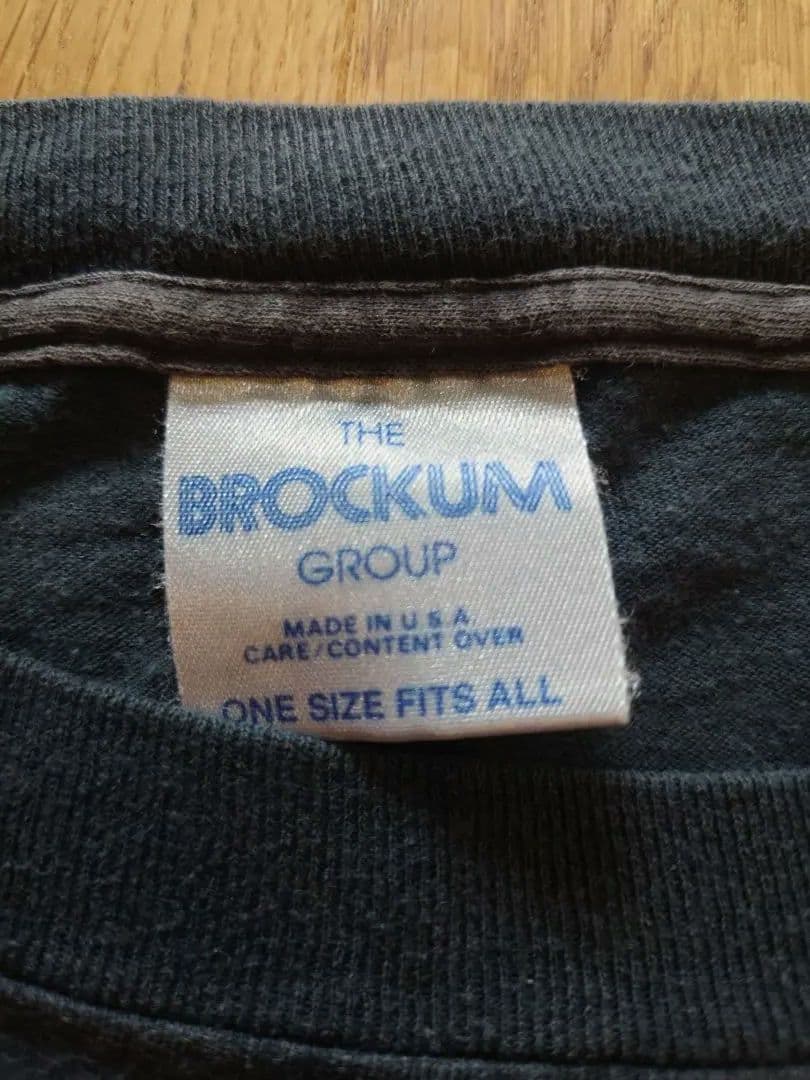 THE
BROCKUM
GROUP
MADE IN U S A
CARE/CONTENT OVER
ONE SIZE FITS ALL